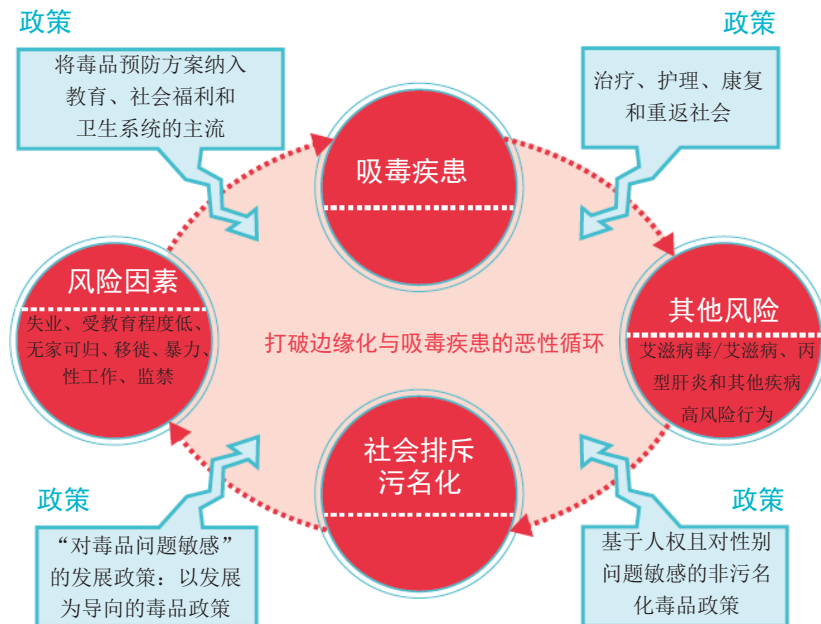 政策
将毒品预防方案纳入
教育、社会福利和
卫生系统的主流
政策
治疗、护理、康复
和重返社会
吸毒疾患
风险因素
失业、受教育程度低、
无家可归、移徙、暴力、
性工作、监禁
其他风险
艾滋病毒/艾滋病、丙
型肝炎和其他疾病
高风险行为
打破边缘化与吸毒疾患的恶性循环
社会排斥
污名化
政策
“对毒品问题敏感”
的发展政策：以发展
为导向的毒品政策
政策
基于人权且对性别
问题敏感的非污名
化毒品政策